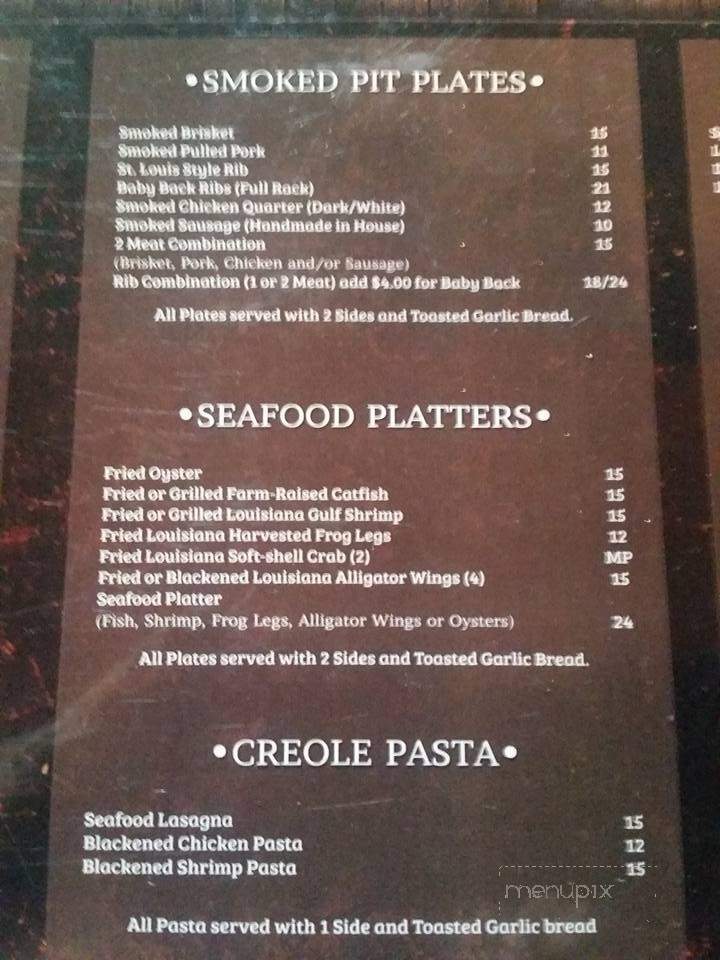 •SMOKED PIT PLATES•
Smoked Brisket 15
Smoked Pulled Pork 11
St. Louis Style Rib 15
Baby Back Ribs (Full Rack) 21
Smoked Chicken Quarter (Dark/White) 12
Smoked Sausage (Handmade in House) 10
2 Meat Combination 15
(Brisket, Pork, Chicken and/or Sausage)
Rib Combination (1 or 2 Meat) add $4.00 for Baby Back 18/24
All Plates served with 2 Sides and Toasted Garlic Bread.
•SEAFOOD PLATTERS•
Fried Oyster 15
Fried or Grilled Farm-Raised Catfish 15
Fried or Grilled Louisiana Gulf Shrimp 15
Fried Louisiana Harvested Frog Legs 12
Fried Louisiana Soft-shell Crab (2) MP
Fried or Blackened Louisiana Alligator Wings (4) 15
Seafood Platter
(Fish, Shrimp, Frog Legs, Alligator Wings or Oysters) 24
All Plates served with 2 Sides and Toasted Garlic Bread.
•CREOLE PASTA•
Seafood Lasagna 15
Blackened Chicken Pasta 12
Blackened Shrimp Pasta 15
menupix
All Pasta served with 1 Side and Toasted Garlic bread